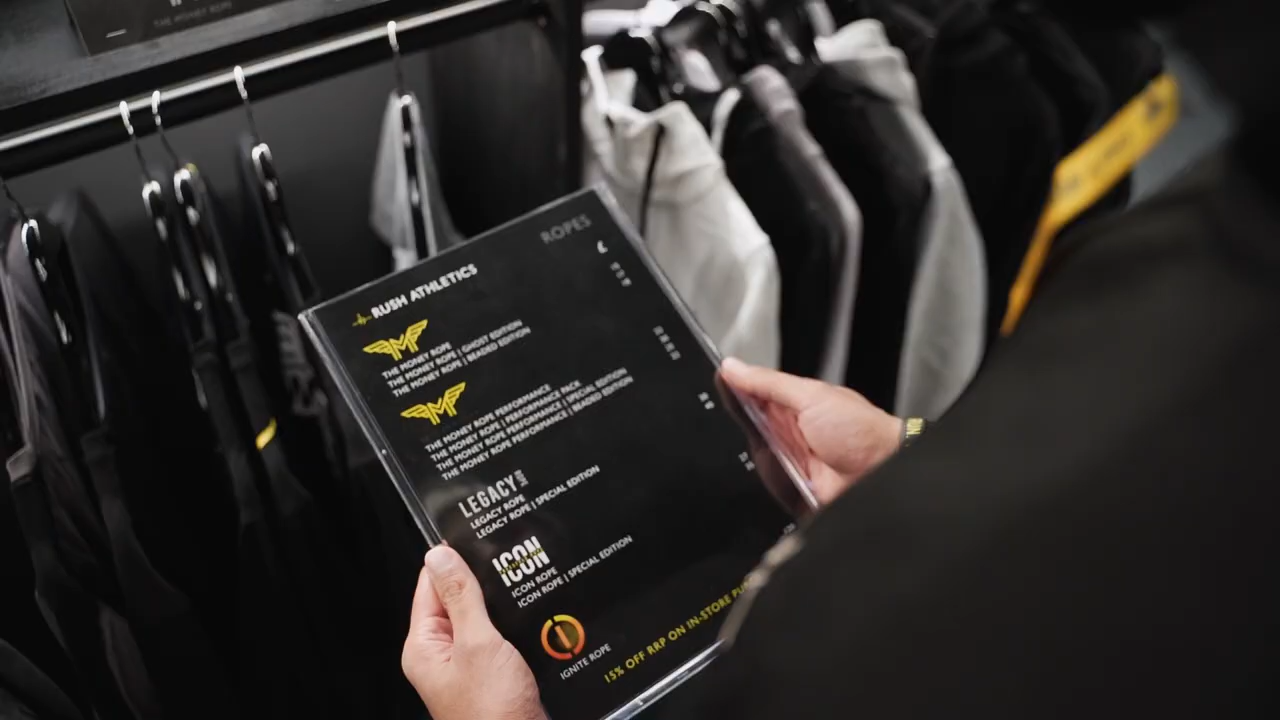 THE MONEY ROPE
ROPES
RUSH ATHLETICS
THE MONEY ROPE
THE MONEY ROPE | GHOST EDITION
THE MONEY ROPE | BEADED EDITION
THE MONEY ROPE PERFORMANCE
THE MONEY ROPE | PERFORMANCE PACK
THE MONEY ROPE PERFORMANCE | SPECIAL EDITION
THE MONEY ROPE PERFORMANCE | BEADED EDITION
LEGACY
LEGACY ROPE
LEGACY ROPE | SPECIAL EDITION
ICON
ICON ROPE
ICON ROPE | SPECIAL EDITION
IGNITE ROPE
15% OFF RRP ON IN-STORE